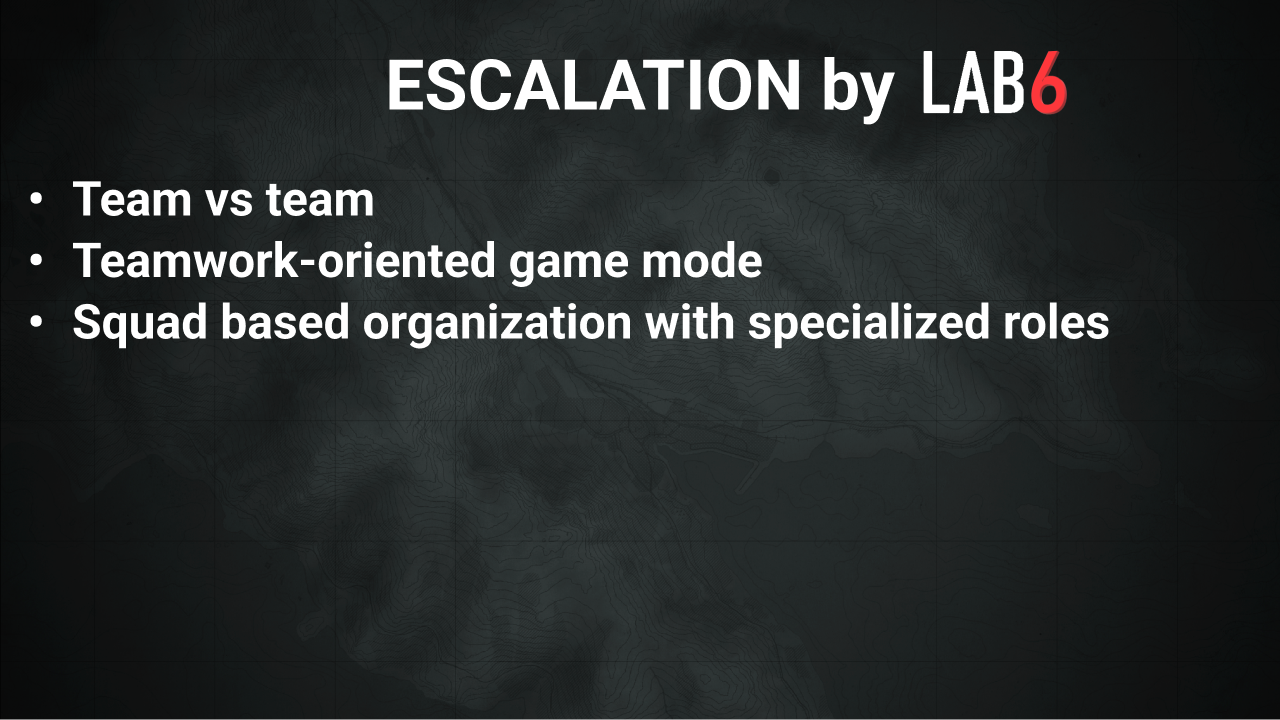 ESCALATION by LAB6
• Team vs team
• Teamwork-oriented game mode
• Squad based organization with specialized roles